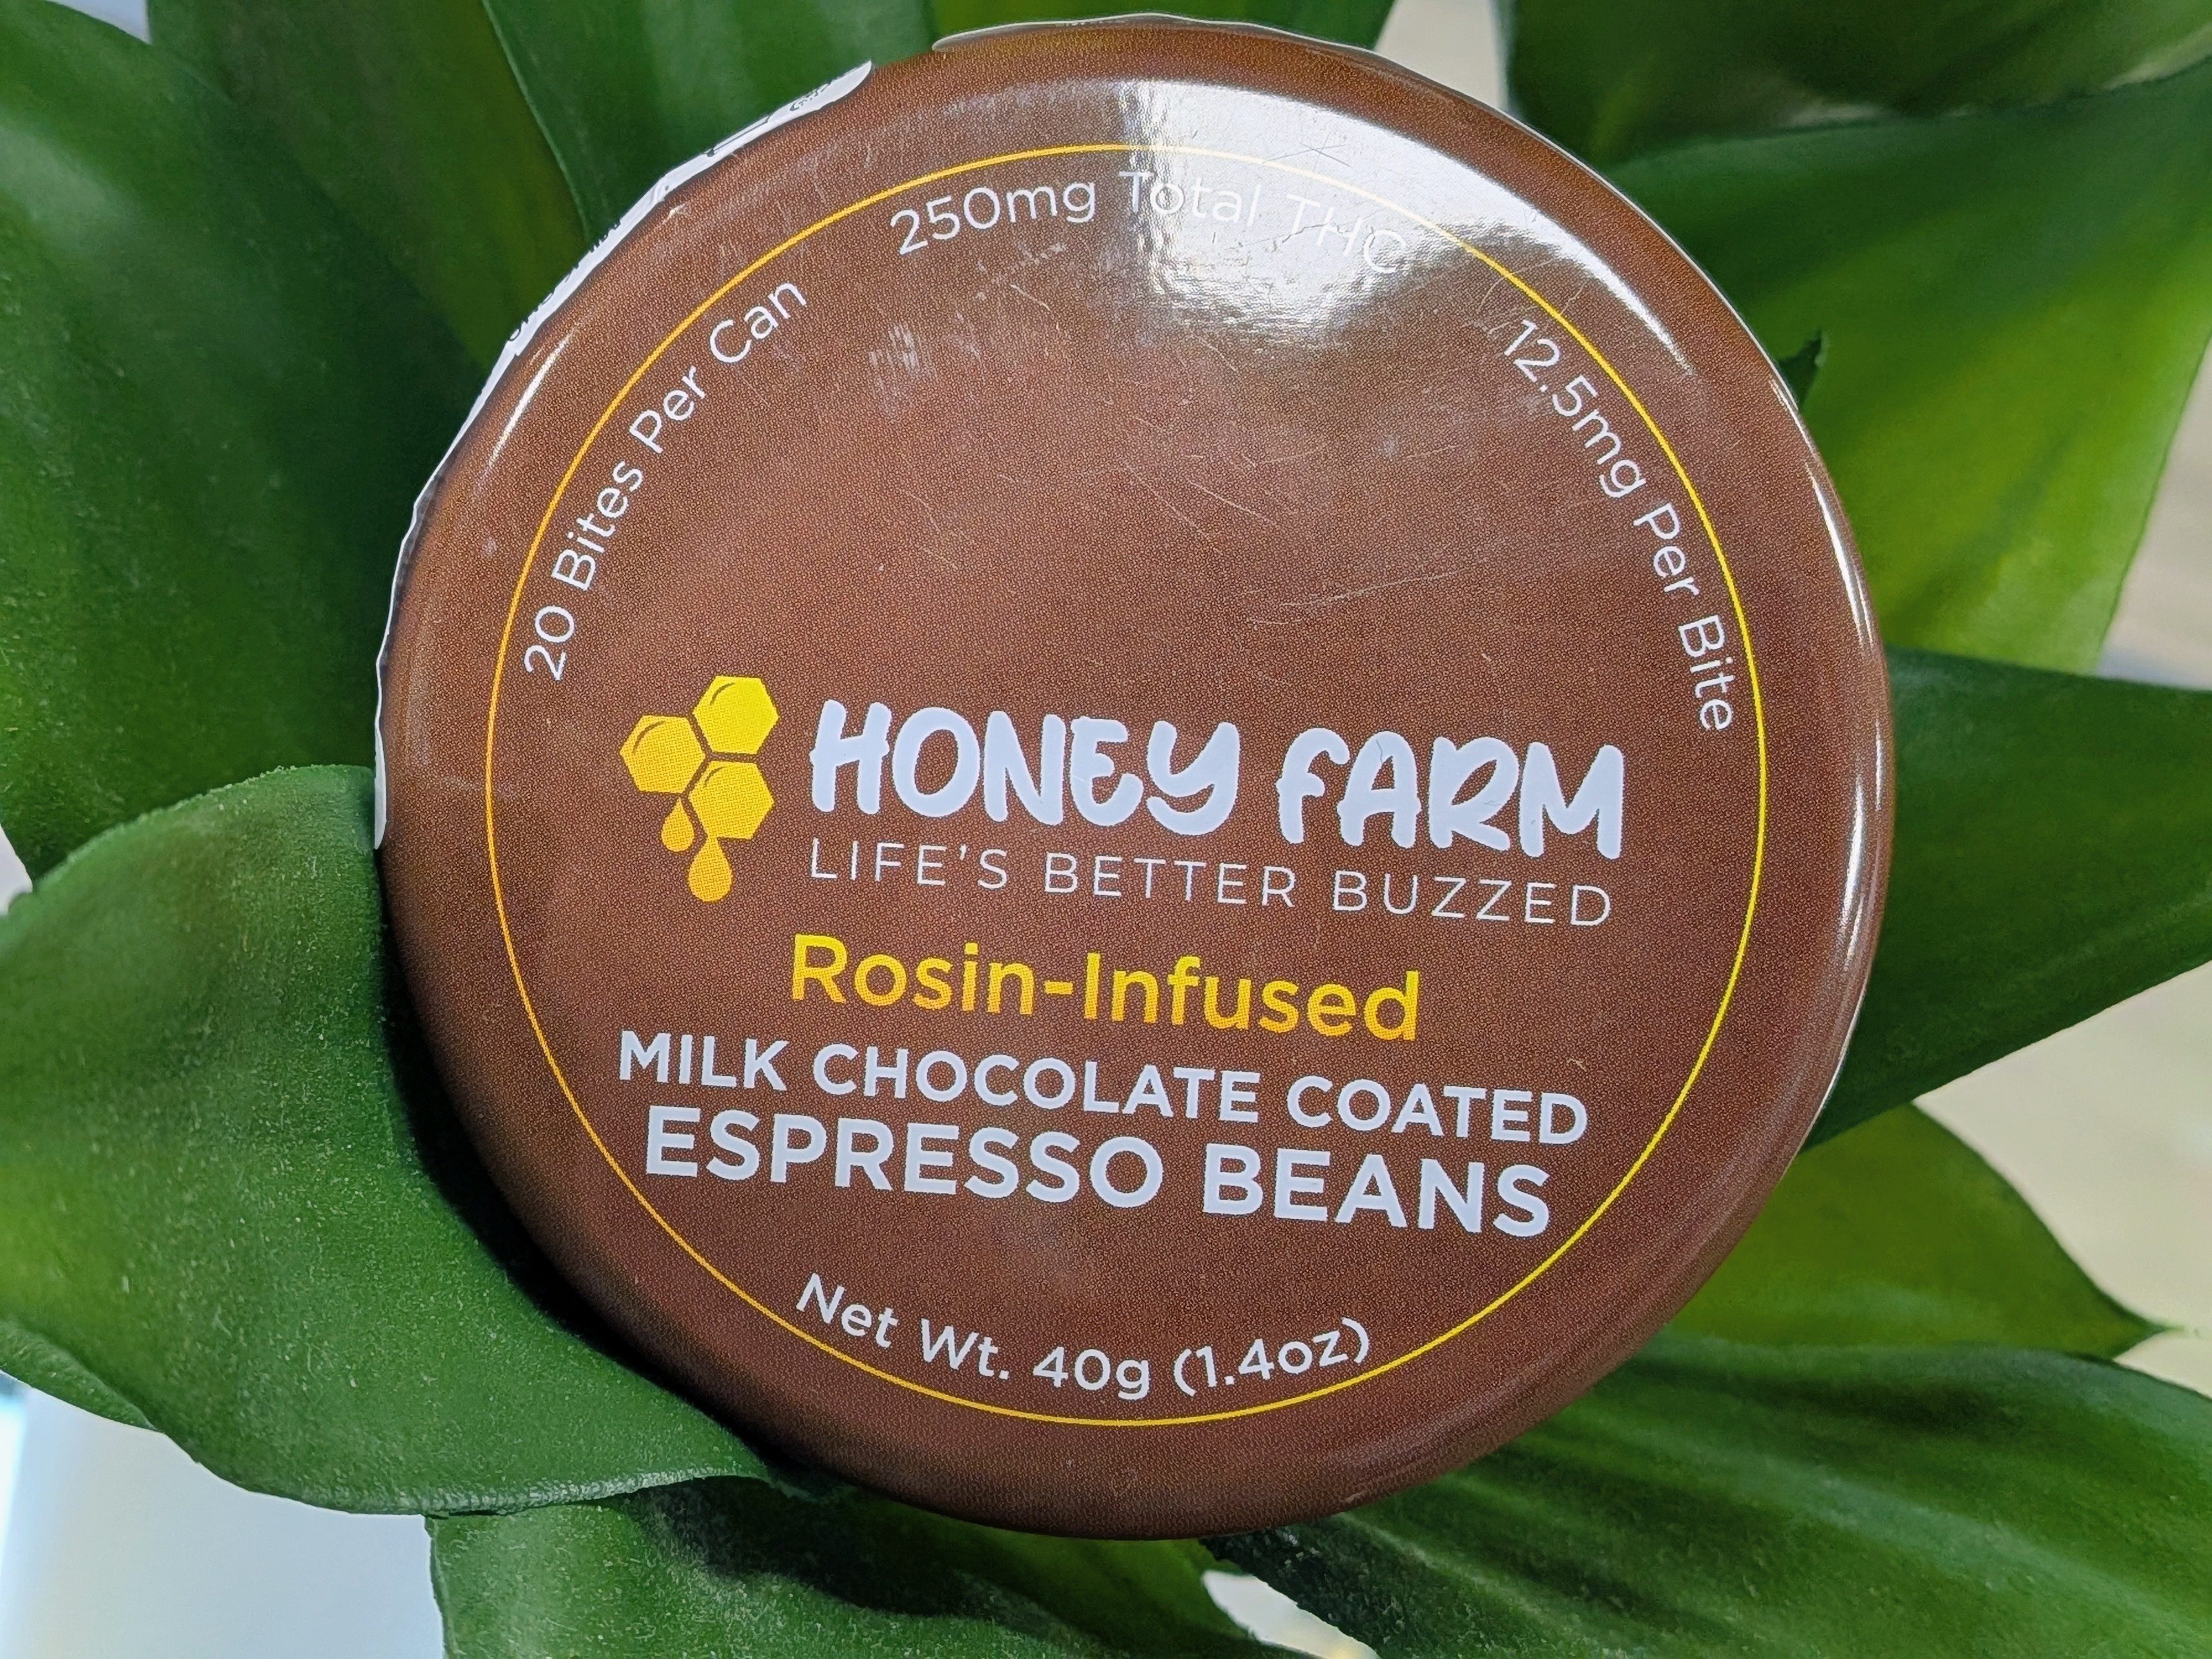 20 Bites Per Can
250mg Total THC
12.5mg Per Bite
HONEY FARM
LIFE'S BETTER BUZZED
Rosin-Infused
MILK CHOCOLATE COATED
ESPRESSO BEANS
Net Wt. 40g (1.4oz)